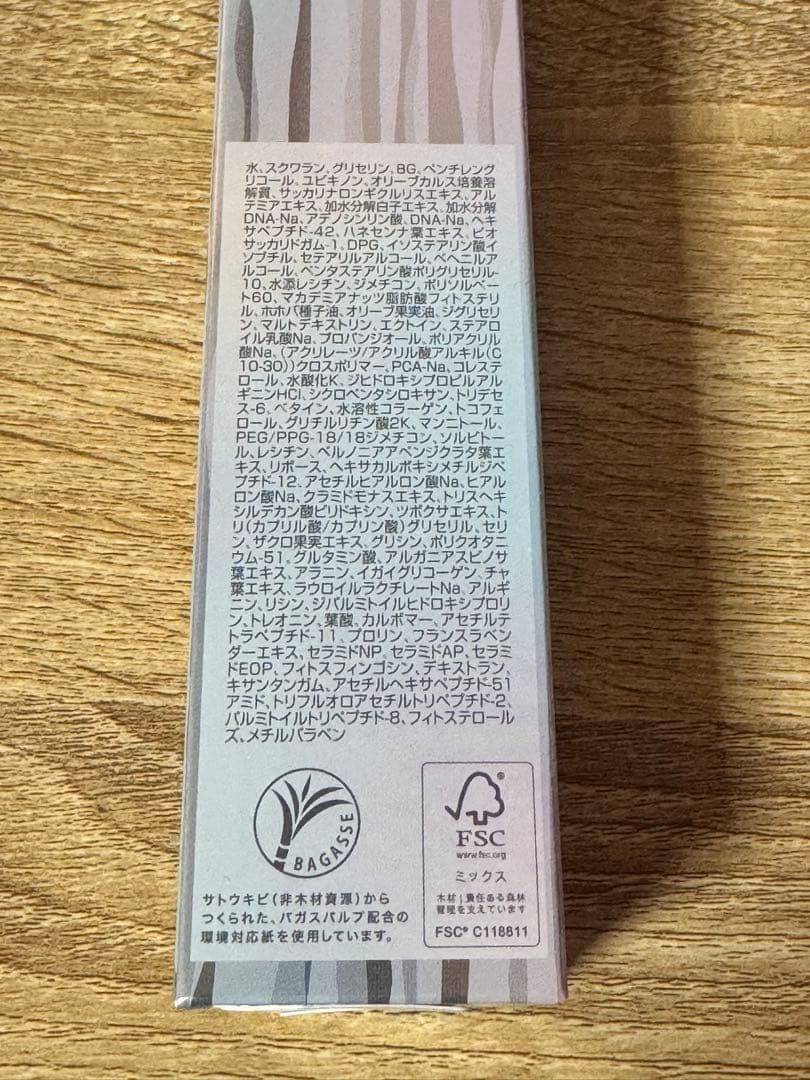 水、スクワラン、グリセリン、BG、ペンチレング
リコール、ユビキノン、オリーブカルス培養溶
解質、サッカリナロンギクルリスエキス、アル
テミアエキス、加水分解白子エキス、加水分解
DNA-Na、アデノシンリン酸、DNA-Na、ヘキ
サペプチド-42、ハネセンナ葉エキス、ビオ
サッカリドガム-1、DPG、イソステアリン酸イ
ソプチル、セテアリルアルコール、ベヘニルア
ルコール、ペンタステアリン酸ポリグリセリル-
10、水添レシチン、ジメチコン、ポリソルベー
ト60、マカデミアナッツ脂肪酸フィトステリ
ル、ホホバ種子油、オリーブ果実油、ジグリセリ
ン、マルトデキストリン、エクトイン、ステアロ
イル乳酸Na、プロパンジオール、ポリアクリル
酸Na、(アクリレーツ/アクリル酸アルキル(C
10-30))クロスポリマー、PCA-Na、コレステ
ロール、水酸化K、ジヒドロキシプロピルアル
ギニンHCl、シクロペンタシロキサン、トリデセ
ス-6、ベタイン、水溶性コラーゲン、トコフェ
ロール、グリチルリチン酸2K、マンニトール、
PEG/PPG-18/18ジメチコン、ソルビトー
ル、レシチン、ベルノニアアペンジクラタ葉エ
キス、リボース、ヘキサカルボキシメチルジペ
プチド-12、アセチルヒアルロン酸Na、ヒアル
ロン酸Na、クラミドモナスエキス、トリスヘキ
シルデカン酸ピリドキシン、ツボクサエキス、ト
リ(カプリル酸/カプリン酸)グリセリル、セリ
ン、ザクロ果実エキス、グリシン、ポリクオタニ
ウム-51、グルタミン酸、アルガニアスピノサ
葉エキス、アラニン、イガイグリコーゲン、チャ
葉エキス、ラウロイルラクチレートNa、アルギ
ニン、リシン、ジパルミトイルヒドロキシプロリ
ン、トレオニン、葉酸、カルボマー、アセチルテ
トラペプチド-11、プロリン、フランスラベン
ダーエキス、セラミドNP、セラミドAP、セラミ
ドEOP、フィトスフィンゴシン、デキストラン、
キサンタンガム、アセチルヘキサペプチド-51
アミド、トリフルオロアセチルトリペプチド-2、
パルミトイルトリペプチド-8、フィトステロール
ズ、メチルパラベン
BAGASSE
サトウキビ(非木材資源)から
つくられた、バガスパルプ配合の
環境対応紙を使用しています。
FSC
www.fsc.org
ミックス
木材|責任ある森林
管理を支えています
FSC® C118811